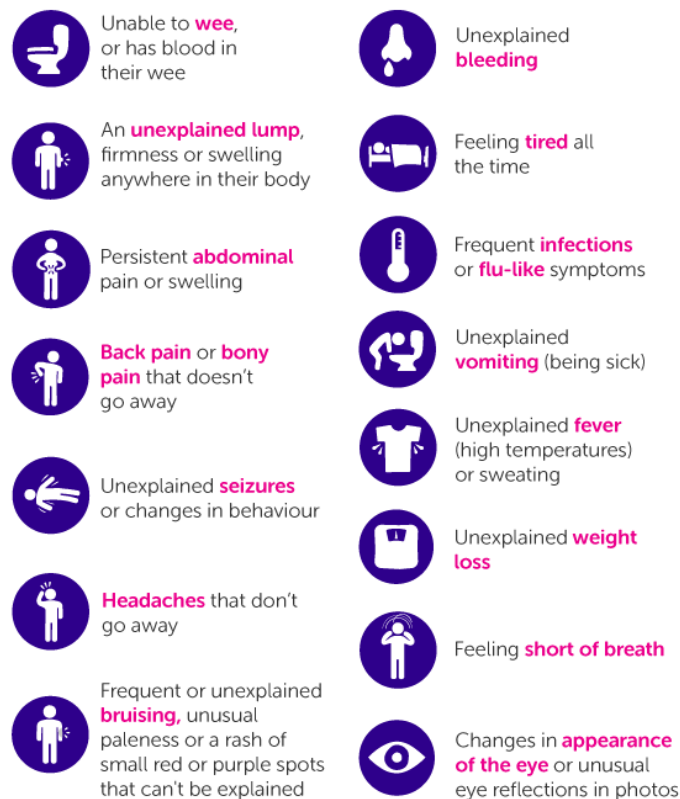 Unable to wee,
or has blood in
their wee
An unexplained lump,
firmness or swelling
anywhere in their body
Persistent abdominal
pain or swelling
Back pain or bony
pain that doesn't
go away
Unexplained seizures
or changes in behaviour
Headaches that don't
go away
Frequent or unexplained
bruising, unusual
paleness or a rash of
small red or purple spots
that can't be explained
Unexplained
bleeding
Feeling tired all
the time
Frequent infections
or flu-like symptoms
Unexplained
vomiting (being sick)
Unexplained fever
(high temperatures)
or sweating
Unexplained weight
loss
Feeling short of breath
Changes in appearance
of the eye or unusual
eye reflections in photos